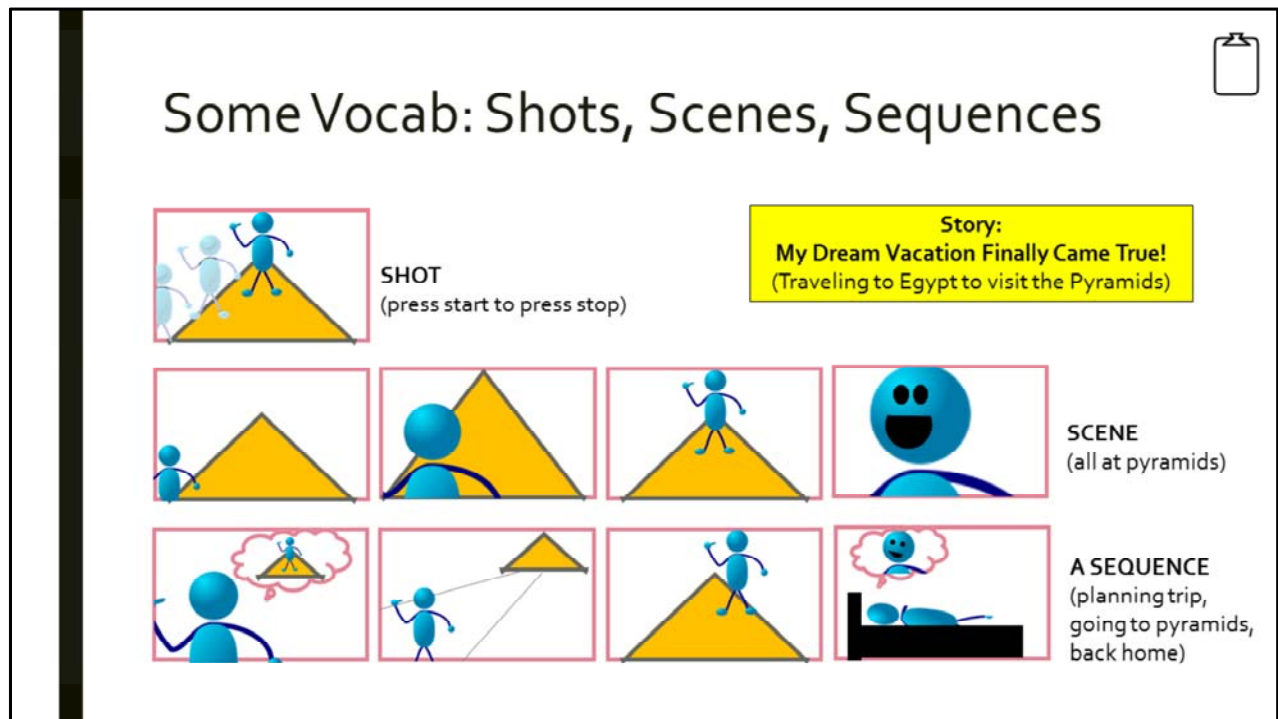 Some Vocab: Shots, Scenes, Sequences
SHOT
(press start to press stop)
Story:
My Dream Vacation Finally Came True!
(Traveling to Egypt to visit the Pyramids)
SCENE
(all at pyramids)
A SEQUENCE
(planning trip,
going to pyramids,
back home)